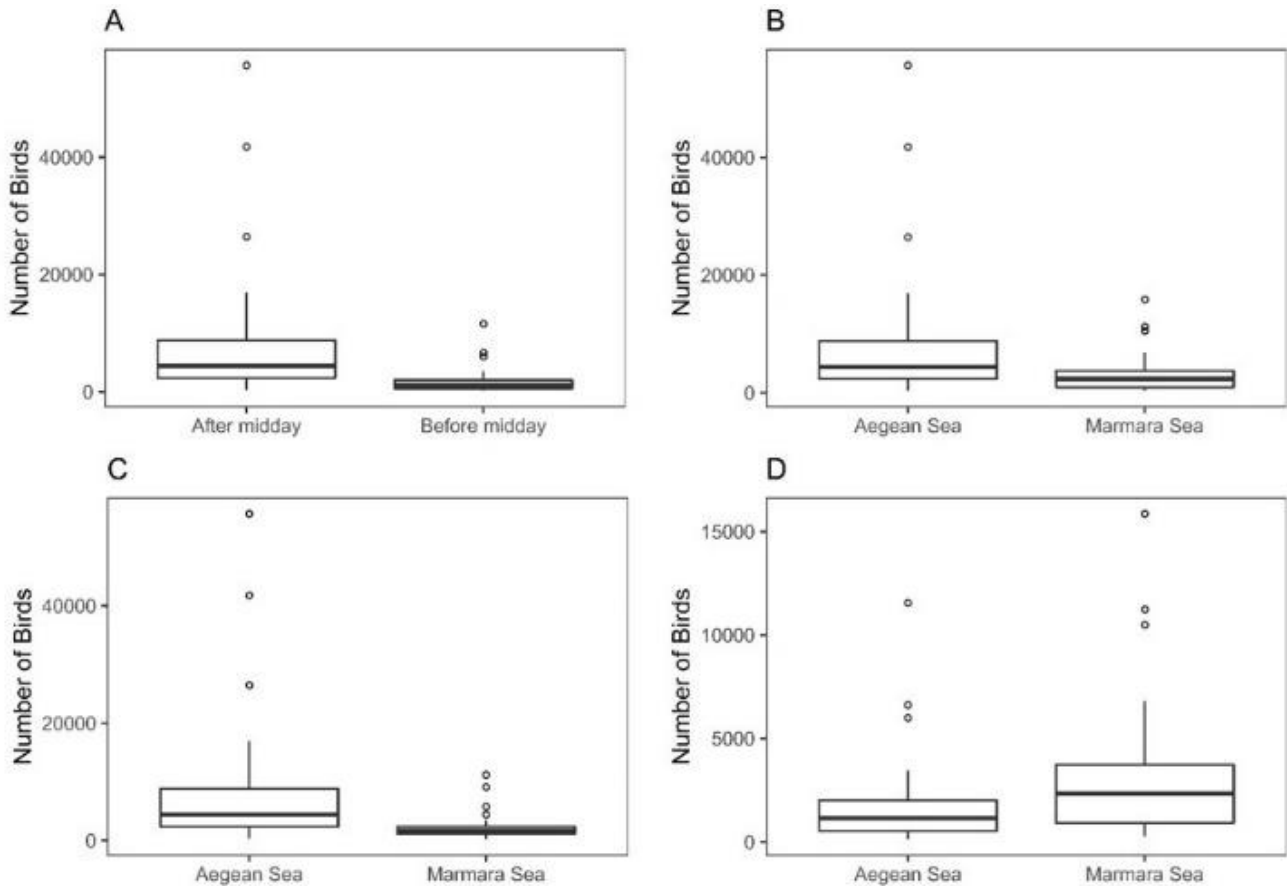 A
Number of Birds
40000
20000
0
After midday
Before midday
B
Number of Birds
40000
20000
0
Aegean Sea
Marmara Sea
C
Number of Birds
40000
20000
0
Aegean Sea
Marmara Sea
D
Number of Birds
15000
10000
5000
0
Aegean Sea
Marmara Sea